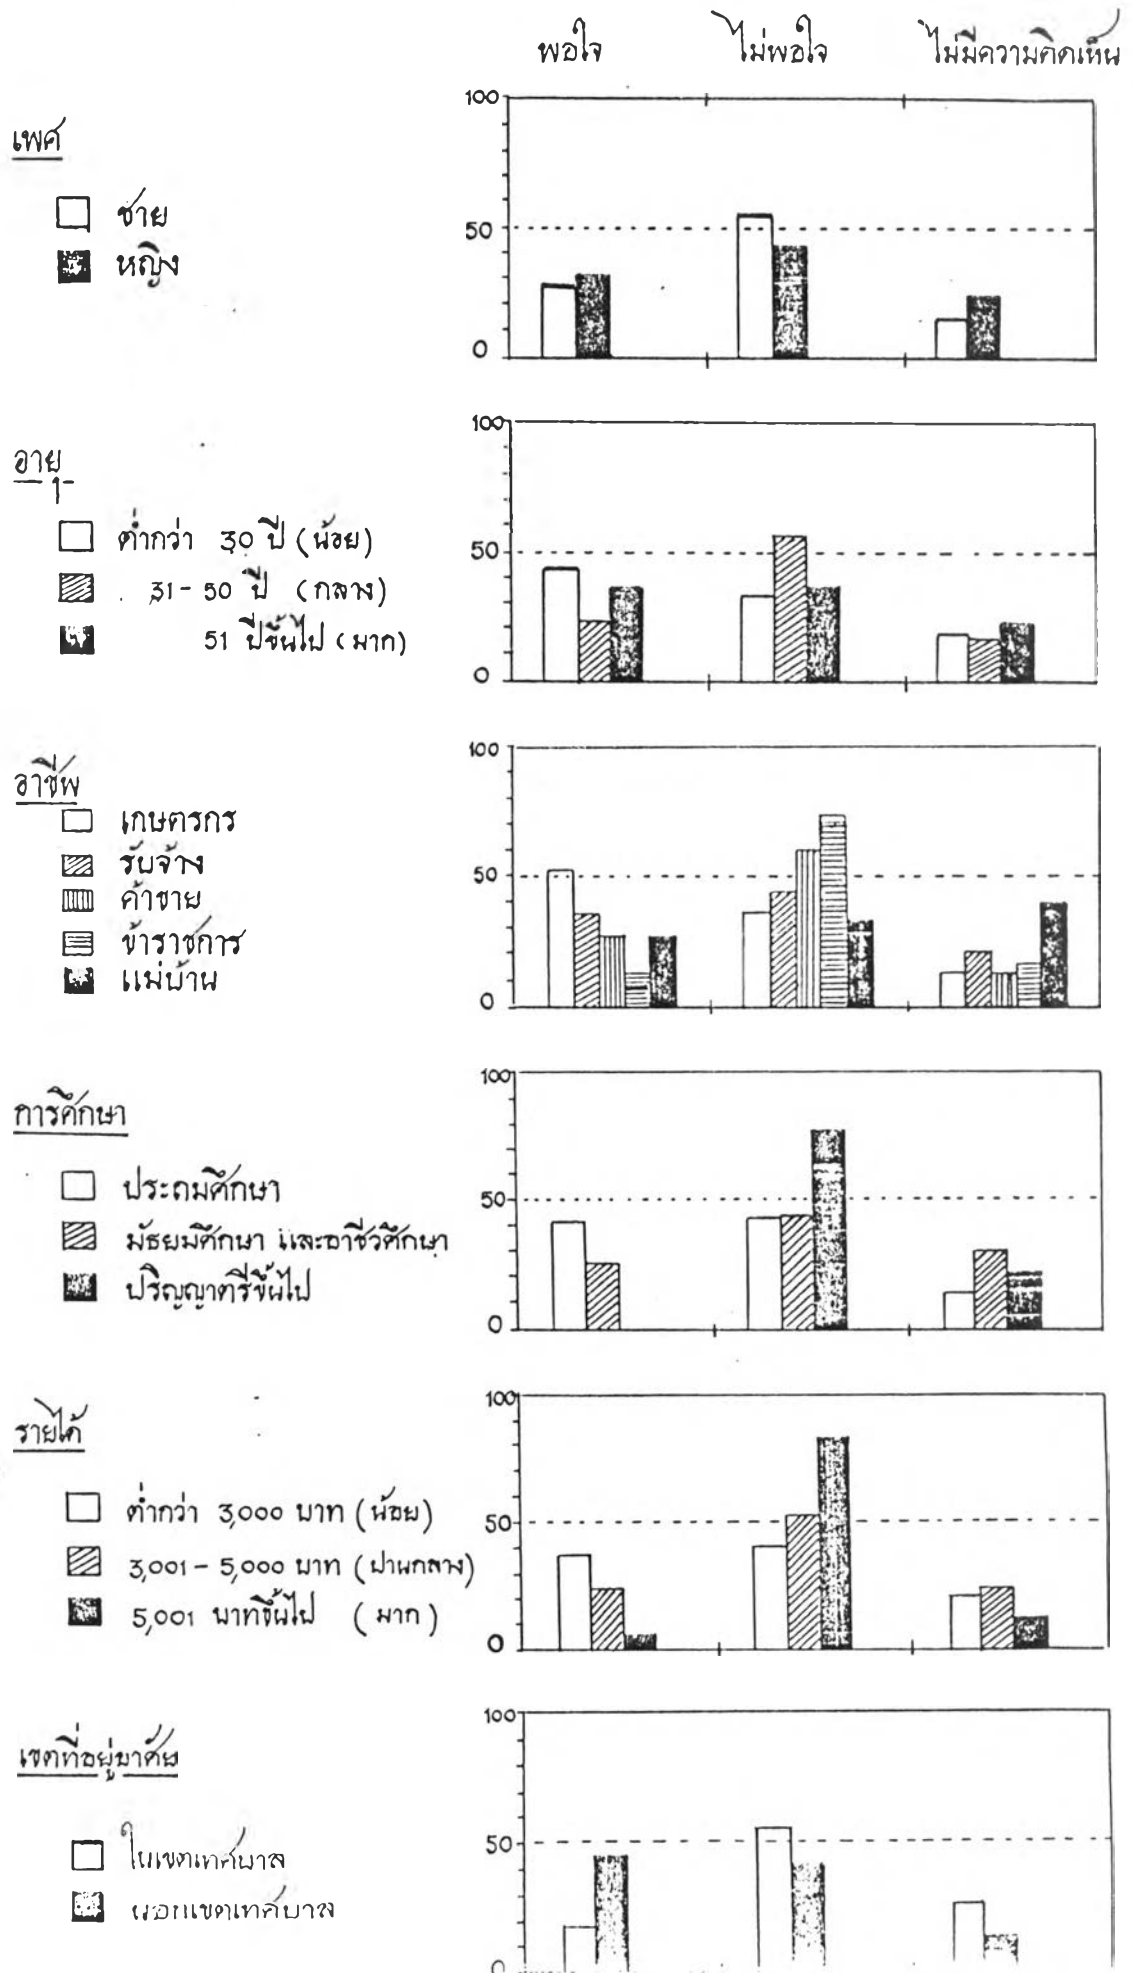 พอใจ ไม่พอใจ ไม่มีความคิดเห็น
เพศ
ชาย
หญิง
100
50
0
อายุ
ต่ำกว่า 30 ปี (น้อย)
31-50 ปี (กลาง)
51 ปีขึ้นไป (มาก)
100
50
0
อาชีพ
เกษตรกร
รับจ้าง
ค้าขาย
ข้าราชการ
แม่บ้าน
100
50
0
การศึกษา
ประถมศึกษา
มัธยมศึกษา และอาชีวศึกษา
ปริญญาตรีขึ้นไป
100
50
0
รายได้
ต่ำกว่า 3,000 บาท (น้อย)
3,001-5,000 บาท (ปานกลาง)
5,001 บาทขึ้นไป (มาก)
100
50
0
เขตที่อยู่อาศัย
ในเขตเทศบาล
นอกเขตเทศบาล
100
50
0